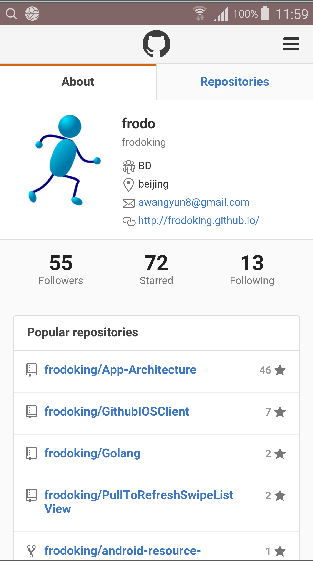 100% 11:59
About
Repositories
frodo
frodoking
BD
beijing
awangyun8@gmail.com
http://frodoking.github.io/
55
72
13
Followers
Starred
Following
Popular repositories
frodoking/App-Architecture
46
frodoking/GithubIOSClient
7
frodoking/Golang
2
frodoking/PullToRefreshSwipeList
View
2
frodoking/android-resource-
1